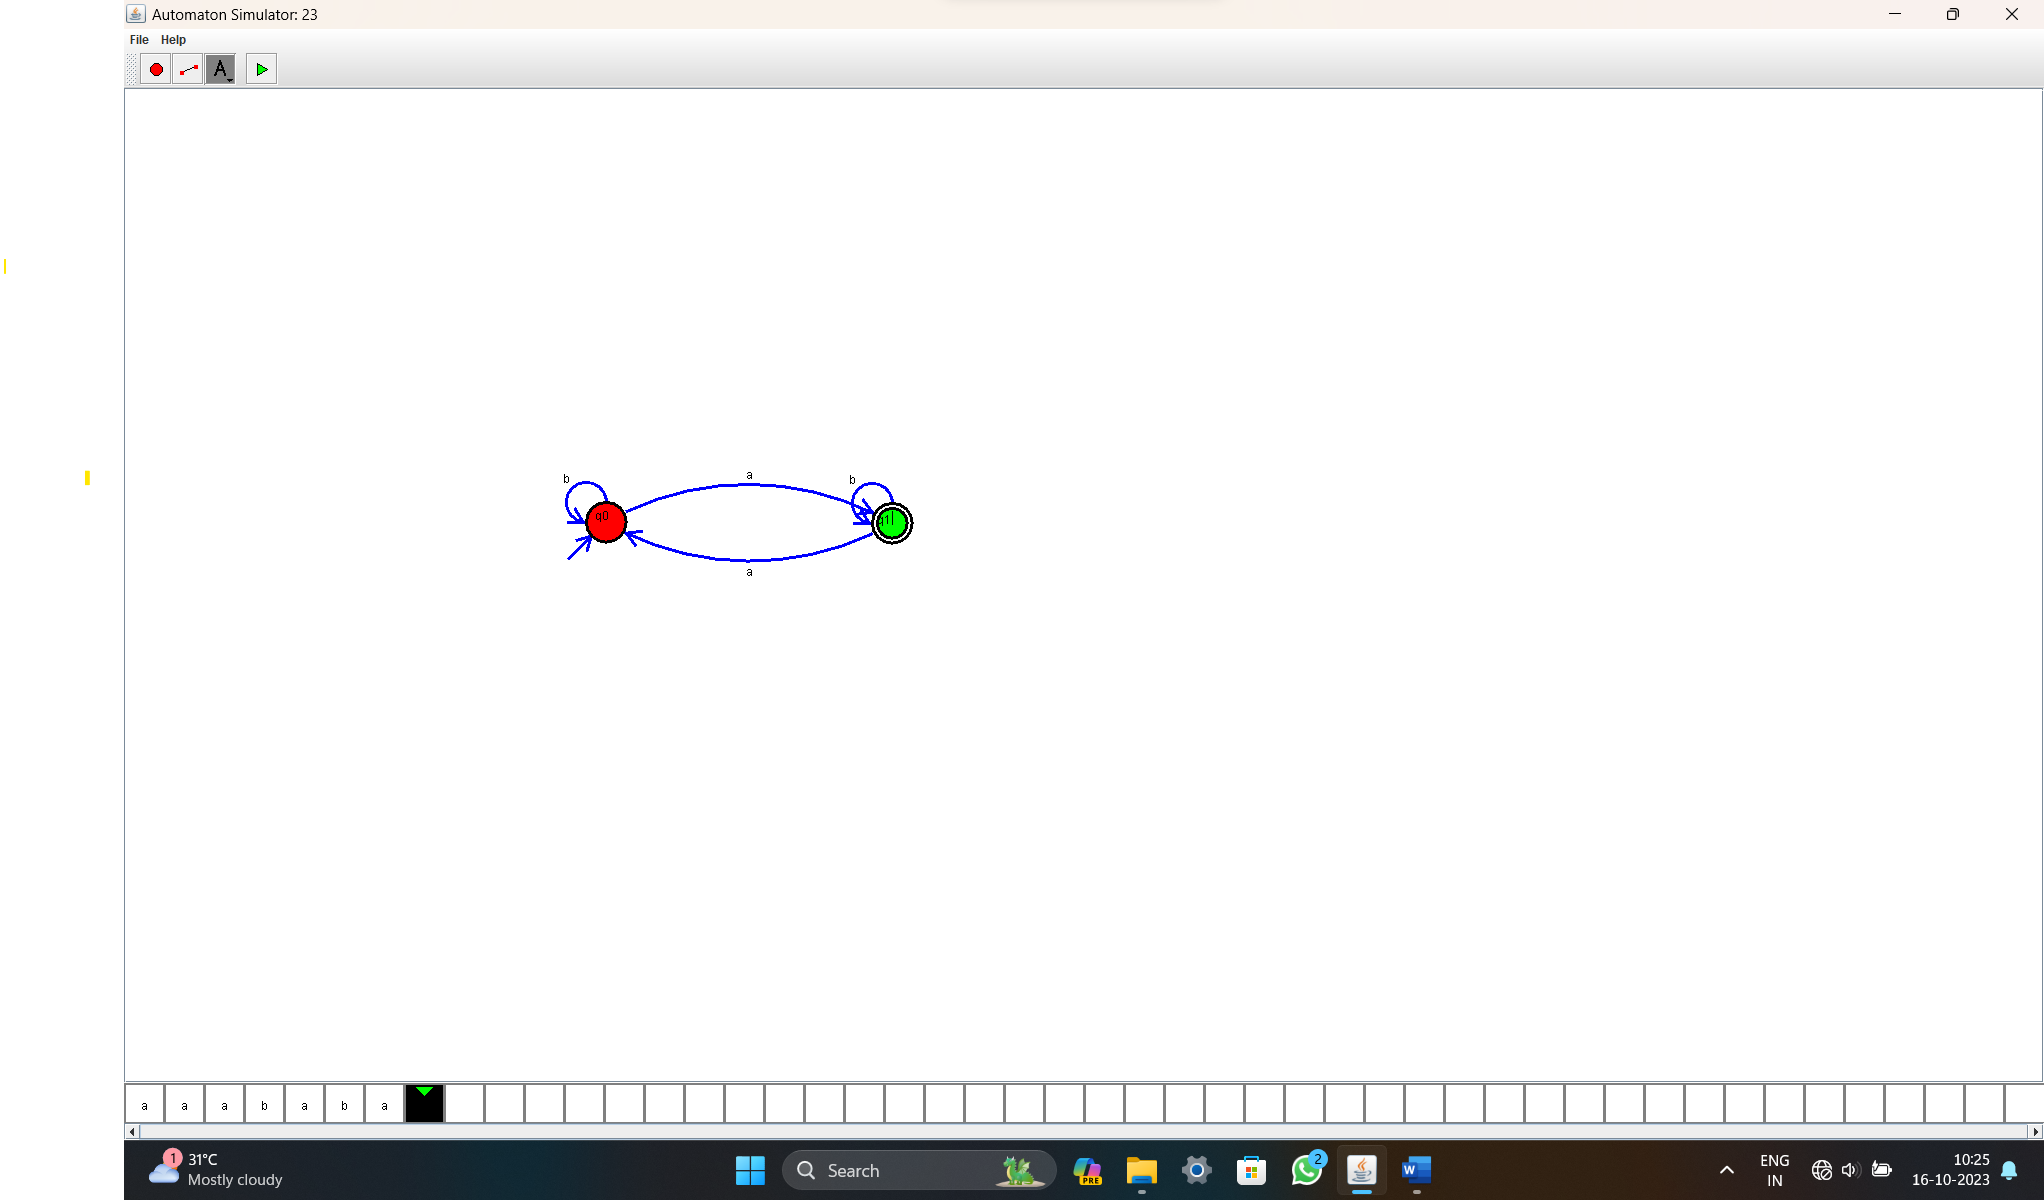 Automaton Simulator: 23
File Help
A
b a b
q0
a
a a a b a b a
1 31°C
Mostly cloudy
Search
PRE
2
W
ENG
IN
10:25
16-10-2023